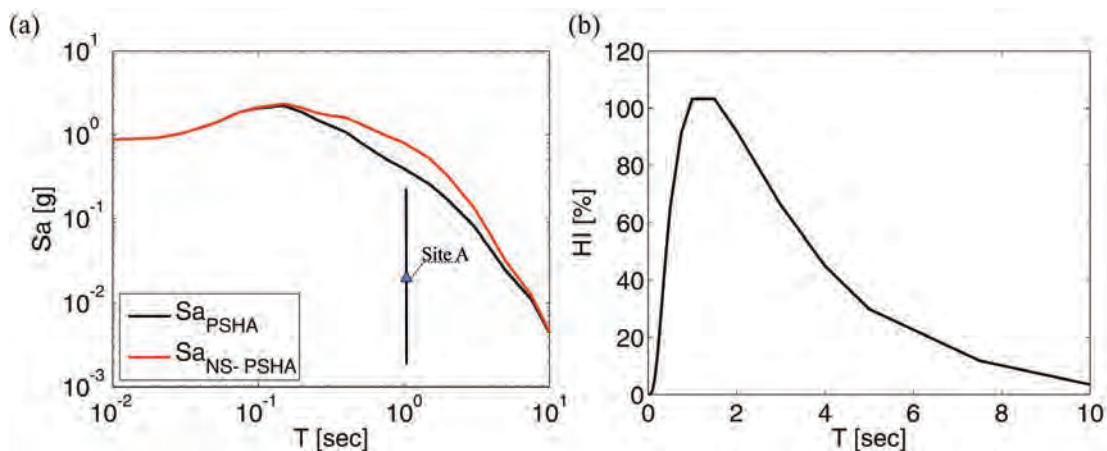 (a)
10^1
10^0
10^-1
10^-2
10^-3
Sa [g]
Site A
Sa_PSHA
Sa_NS- PSHA
10^-2
10^-1
10^0
10^1
T [sec]
(b)
120
100
80
60
40
20
0
HI [%]
0
2
4
6
8
10
T [sec]